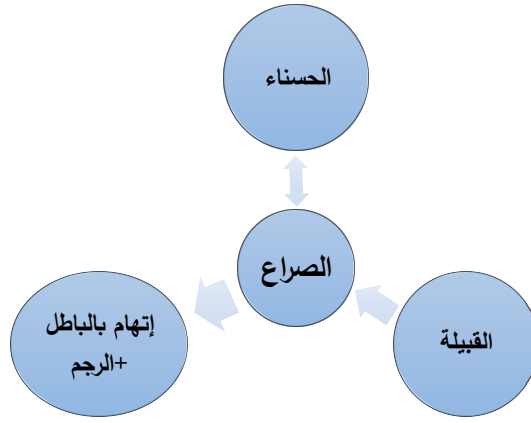 الحسناء
الصراع
القبيلة
إتهام بالباطل
+الرجم